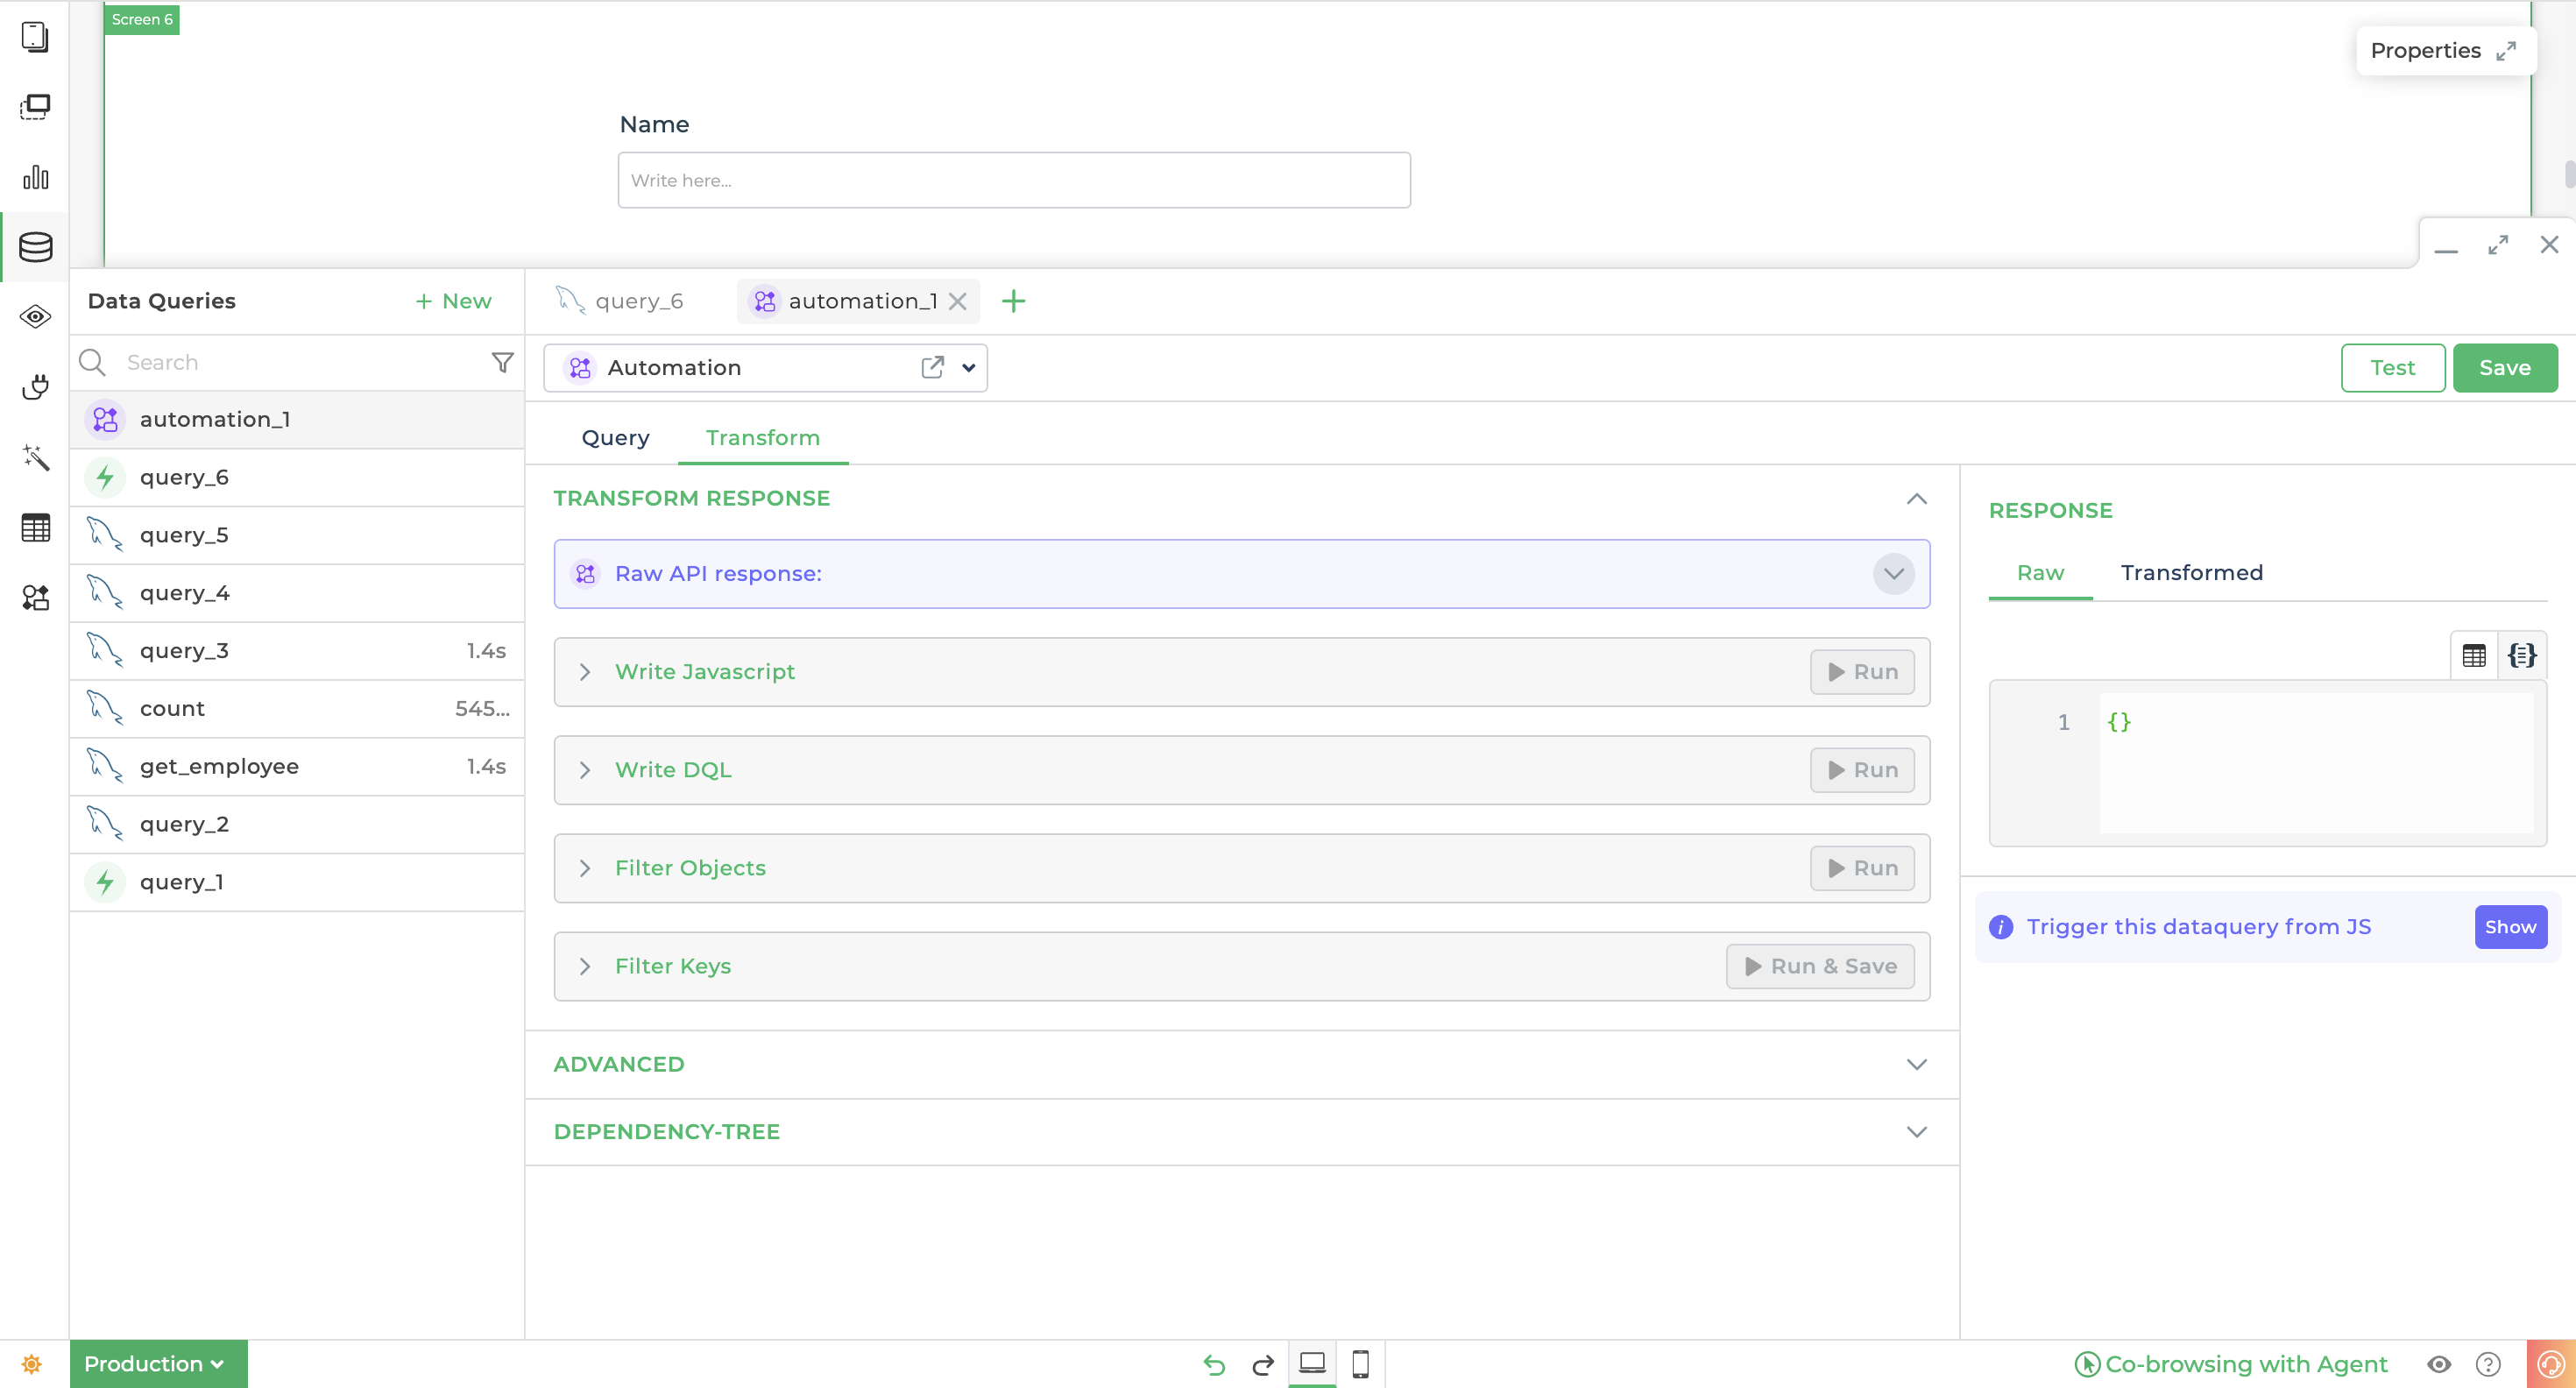 Screen 6
Properties
Name
Write here...
Data Queries
+ New
query_6
automation_1
Search
Automation
Test
Save
automation_1
query_6
query_5
query_4
query_3
1.4s
count
545...
get_employee
1.4s
query_2
query_1
Query
Transform
TRANSFORM RESPONSE
Raw API response:
Write Javascript
Run
Write DQL
Run
Filter Objects
Run
Filter Keys
Run & Save
ADVANCED
DEPENDENCY-TREE
RESPONSE
Raw
Transformed
1
{}
Trigger this dataquery from JS
Show
Production
Co-browsing with Agent